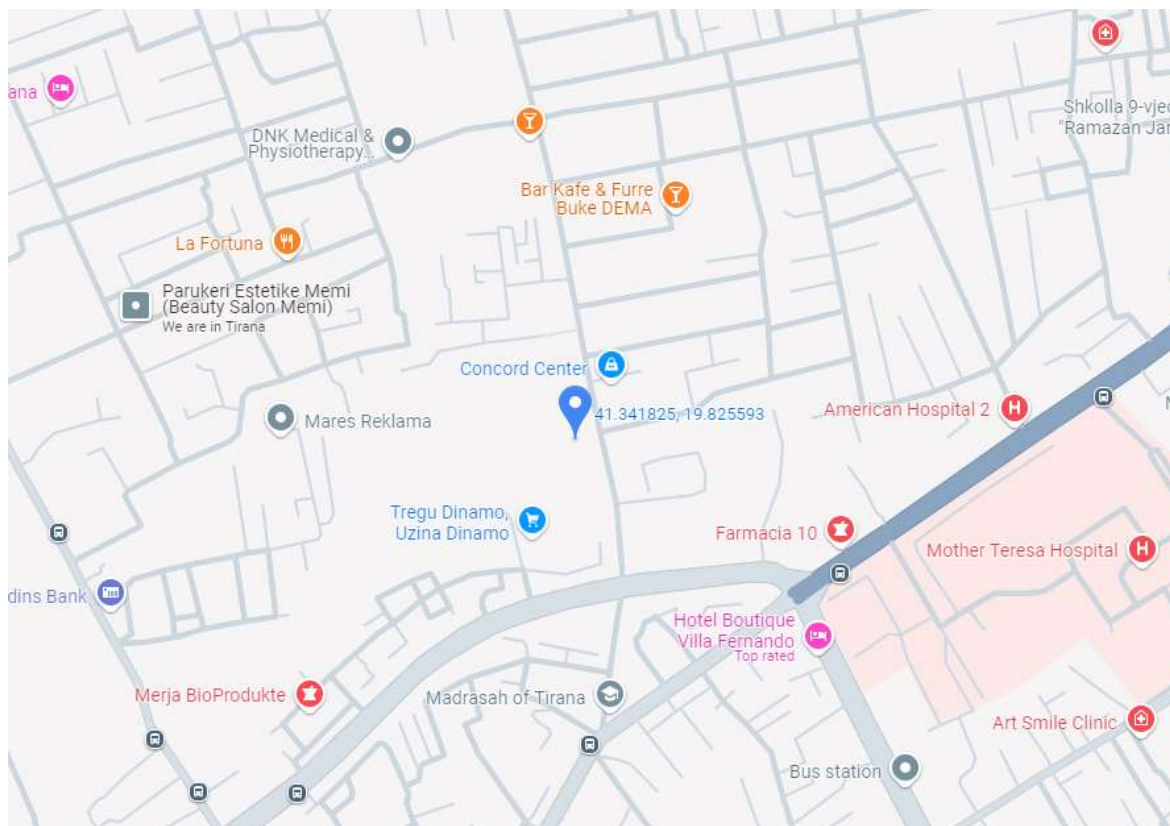 ana
DNK Medical &
Physiotherapy...
Shkolla 9-vjeç
"Ramazan Jar
Bar Kafe & Furre
Buke DEMA
La Fortuna
Parukeri Estetike Memi
(Beauty Salon Memi)
We are in Tirana
Concord Center
41.341825, 19.825593
American Hospital 2
Mares Reklama
Tregu Dinamo,
Uzina Dinamo
Farmacia 10
Mother Teresa Hospital
dins Bank
Hotel Boutique
Villa Fernando
Top rated
Merja BioProdukte
Madrasah of Tirana
Art Smile Clinic
Bus station